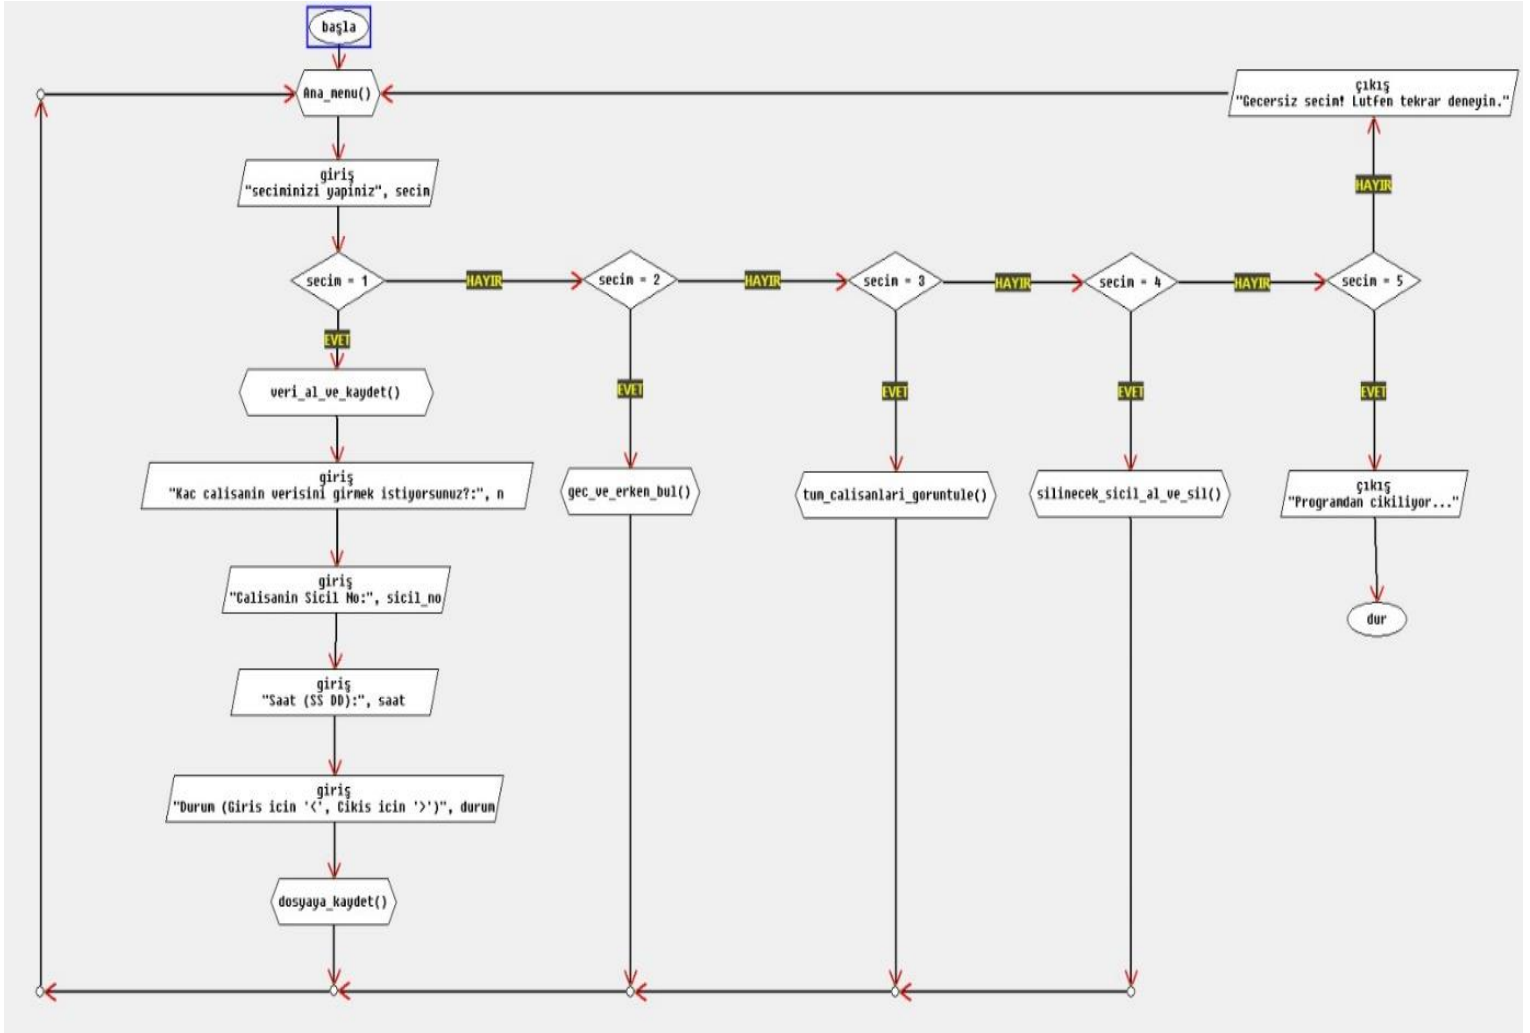 başla
Ana_menu()
çıkış
"Gecersiz secim! Lutfen tekrar deneyin."
giriş
"seciminizi yapiniz", secim
HAYIR
secim = 1
HAYIR
secim = 2
HAYIR
secim = 3
HAYIR
secim = 4
HAYIR
secim = 5
EVET
EVET
EVET
EVET
EVET
veri_al_ve_kaydet()
giriş
"Kac calisanin verisini girmek istiyorsunuz?:", n
gec_ve_erken_bul()
tum_calisanlari_goruntule()
silinecek_sicil_al_ve_sil()
çıkış
"Programdan cikiliyor..."
giriş
"Calisanin Sicil No:", sicil_no
dur
giriş
"Saat (SS DD):", saat
giriş
"Durum (Giris icin '<', Cikis icin '>')", durum
dosyaya_kaydet()